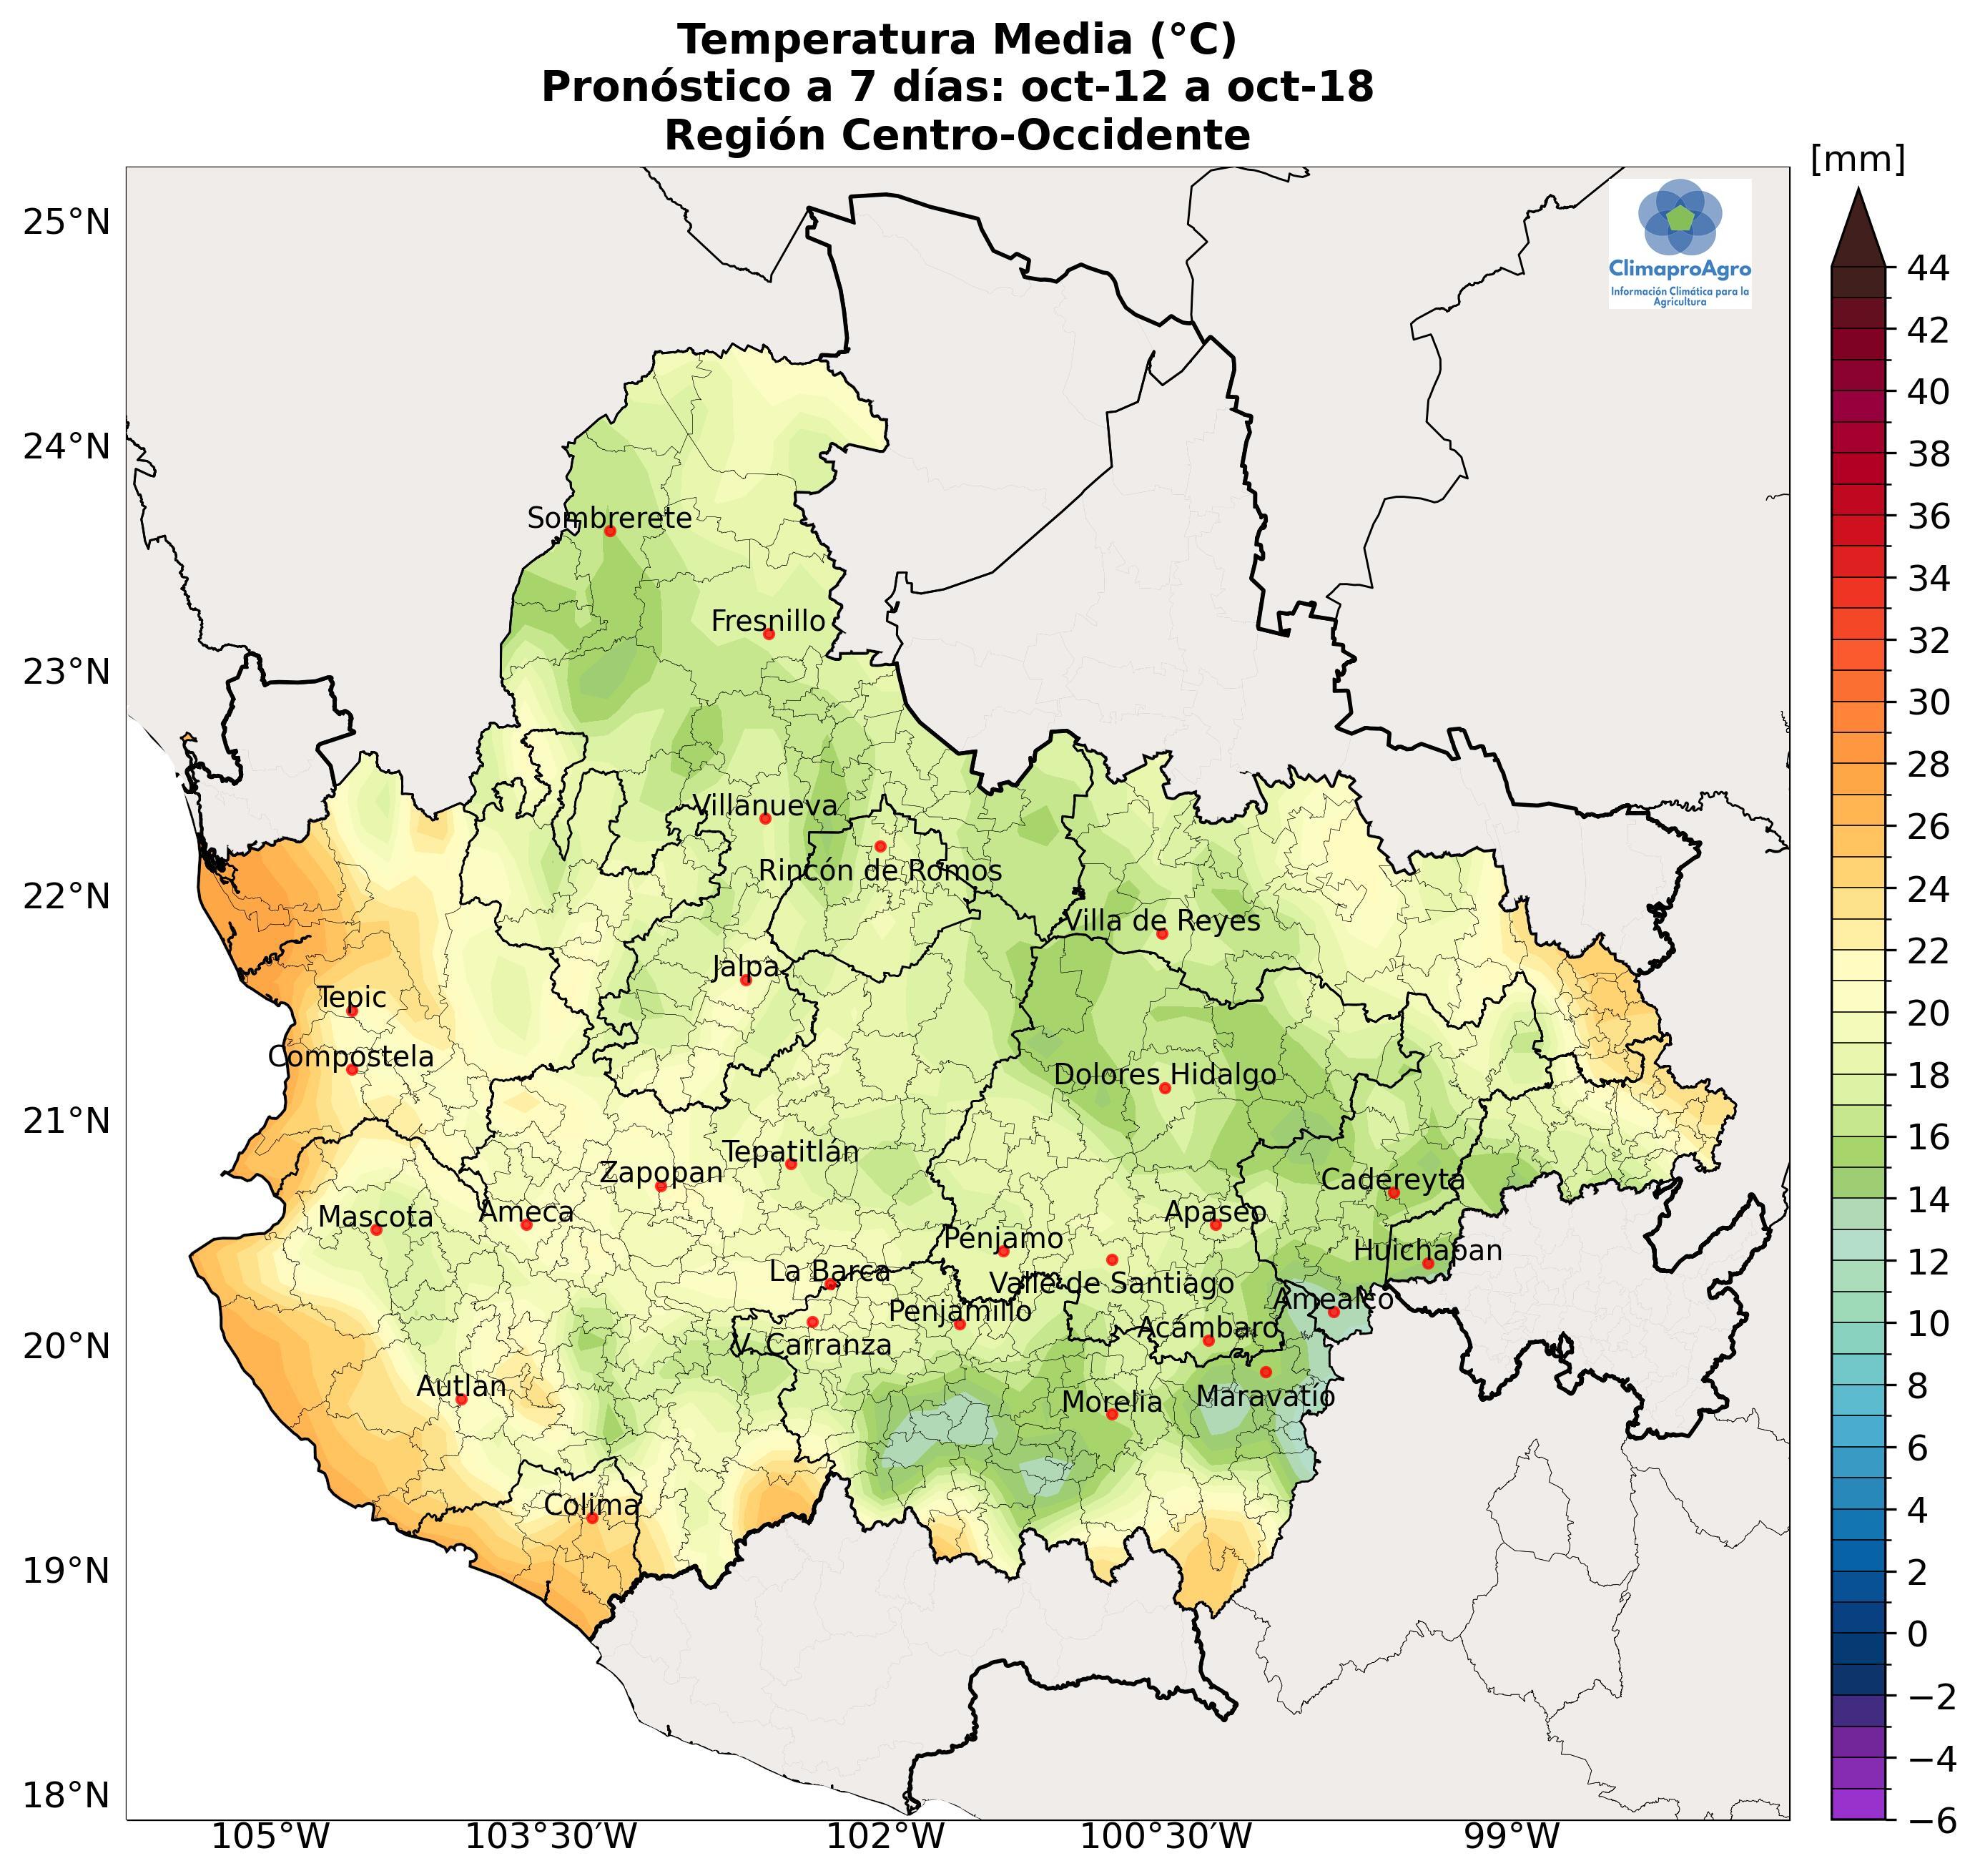 Temperatura Media (°C)
Pronóstico a 7 días: oct-12 a oct-18
Región Centro-Occidente
[mm]
ClimaproAgro
Información Climática para la
Agricultura
25°N
24°N
23°N
22°N
21°N
20°N
19°N
18°N
Sombrerete
Fresnillo
Villanueva
Rincón de Romos
Villa de Reyes
Jalpa
Tepic
Compostela
Dolores Hidalgo
Tepatitlán
Zapopan
Cadereyta
Mascota
Ameca
Apaseo
Pénjamo
Huichapan
La Barca
Valle de Santiago
Amealco
Penjamillo
Acámbaro
V. Carranza
Autlan
Morelia
Maravatío
Colima
105°W
103°30′W
102°W
100°30′W
99°W
44
42
40
38
36
34
32
30
28
26
24
22
20
18
16
14
12
10
8
6
4
2
0
−2
−4
−6